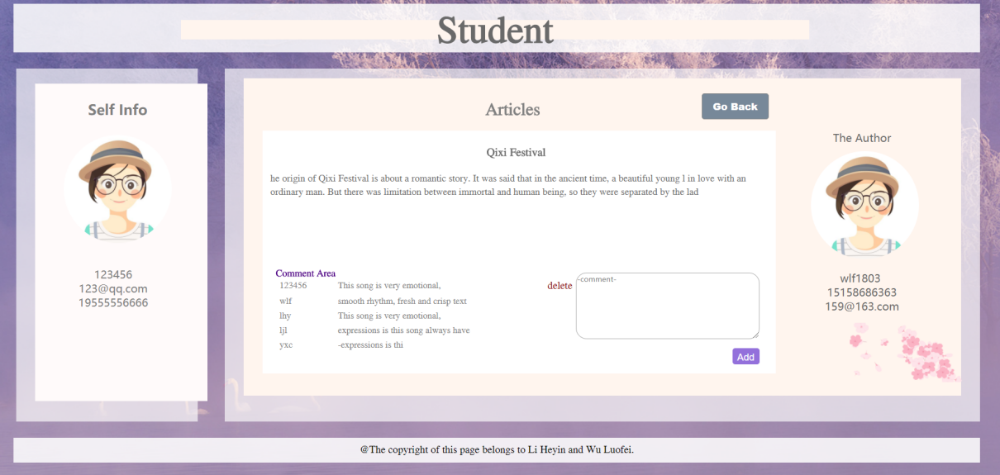 Student
Self Info
123456
123@qq.com
19555556666
Articles
Go Back
Qixi Festival
he origin of Qixi Festival is about a romantic story. It was said that in the ancient time, a beautiful young l in love with an
ordinary man. But there was limitation between immortal and human being, so they were separated by the lad
Comment Area
123456 This song is very emotional, delete
wlf smooth rhythm, fresh and crisp text
lhy This song is very emotional,
ljl expressions is this song always have
yxc -expressions is thi
-comment-
Add
The Author
wlf1803
15158686363
159@163.com
@The copyright of this page belongs to Li Heyin and Wu Luofei.